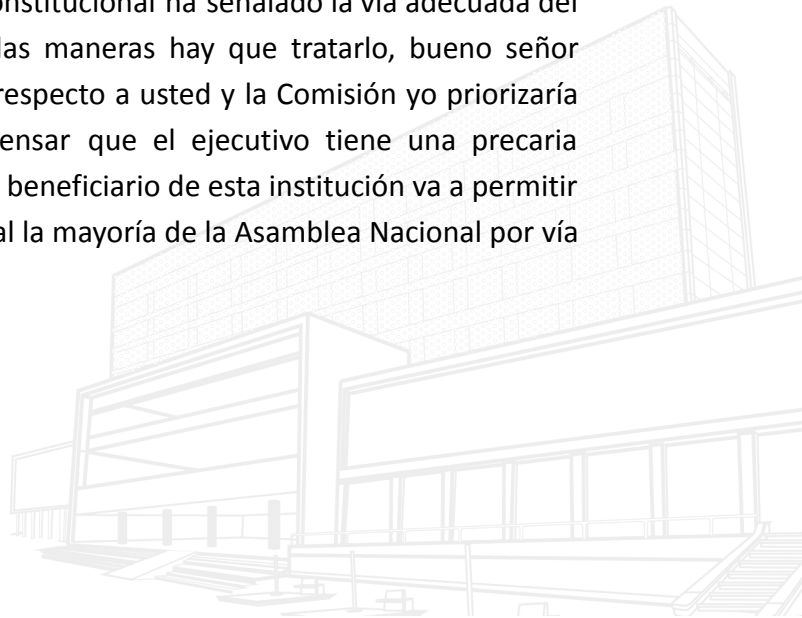 onstitucional ha señalado la vía adecuada del
las maneras hay que tratarlo, bueno señor
respecto a usted y la Comisión yo priorizaría
ensar que el ejecutivo tiene una precaria
beneficiario de esta institución va a permitir
al la mayoría de la Asamblea Nacional por vía